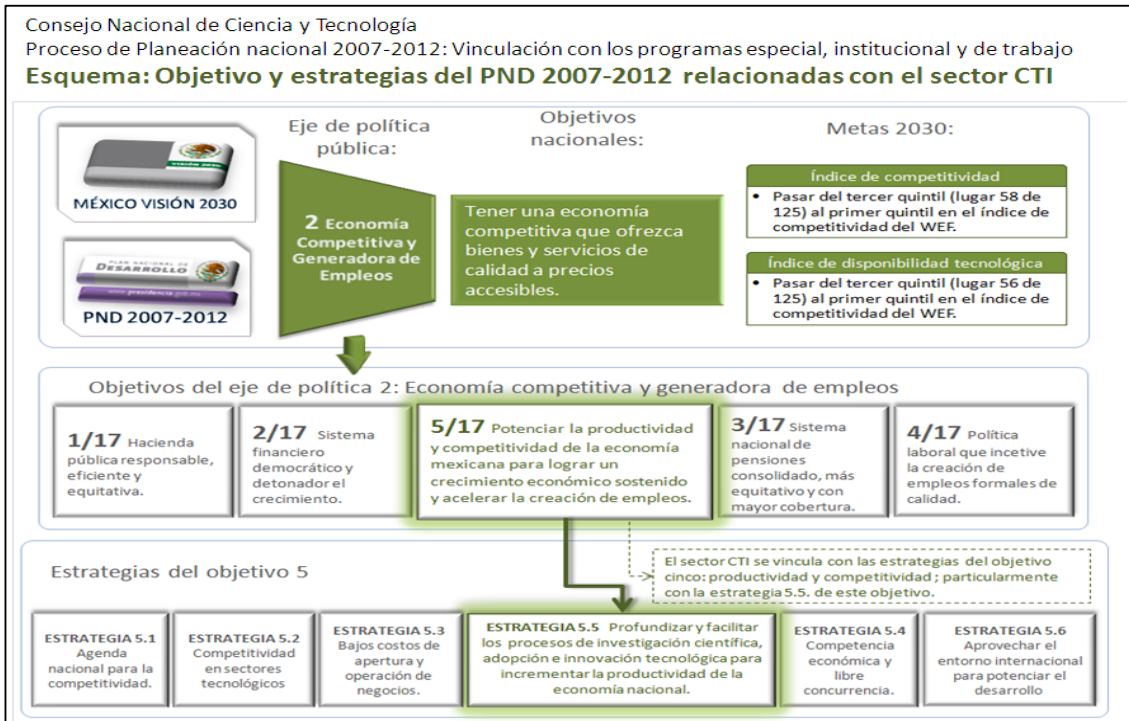 Consejo Nacional de Ciencia y Tecnología
Proceso de Planeación nacional 2007-2012: Vinculación con los programas especial, institucional y de trabajo
Esquema: Objetivo y estrategias del PND 2007-2012 relacionadas con el sector CTI
VISIÓN 2030
MÉXICO VISIÓN 2030
PLAN NACIONAL DE
DESARROLLO
www.presidencia.gob.mx
PND 2007-2012
Eje de política
pública:
2 Economía
Competitiva y
Generadora de
Empleos
Objetivos
nacionales:
Tener una economía
competitiva que ofrezca
bienes y servicios de
calidad a precios
accesibles.
Metas 2030:
Índice de competitividad
• Pasar del tercer quintil (lugar 58 de
125) al primer quintil en el índice de
competitividad del WEF.
Índice de disponibilidad tecnológica
• Pasar del tercer quintil (lugar 56 de
125) al primer quintil en el índice de
competitividad del WEF.
Objetivos del eje de política 2: Economía competitiva y generadora de empleos
1/17 Hacienda
pública responsable,
eficiente y
equitativa.
2/17 Sistema
financiero
democrático y
detonador el
crecimiento.
5/17 Potenciar la productividad
y competitividad de la economía
mexicana para lograr un
crecimiento económico sostenido
y acelerar la creación de empleos.
3/17 Sistema
nacional de
pensiones
consolidado, más
equitativo y con
mayor cobertura.
4/17 Política
laboral que incetive
la creación de
empleos formales de
calidad.
Estrategias del objetivo 5
El sector CTI se vincula con las estrategias del objetivo
cinco: productividad y competitividad ; particularmente
con la estrategia 5.5. de este objetivo.
ESTRATEGIA 5.1
Agenda
nacional para la
competitividad.
ESTRATEGIA 5.2
Competitividad
en sectores
tecnológicos
ESTRATEGIA 5.3
Bajos costos de
apertura y
operación de
negocios.
ESTRATEGIA 5.5 Profundizar y facilitar
los procesos de investigación científica,
adopción e innovación tecnológica para
incrementar la productividad de la
economía nacional.
ESTRATEGIA 5.4
Competencia
económica y
libre
concurrencia.
ESTRATEGIA 5.6
Aprovechar el
entorno internacional
para potenciar el
desarrollo